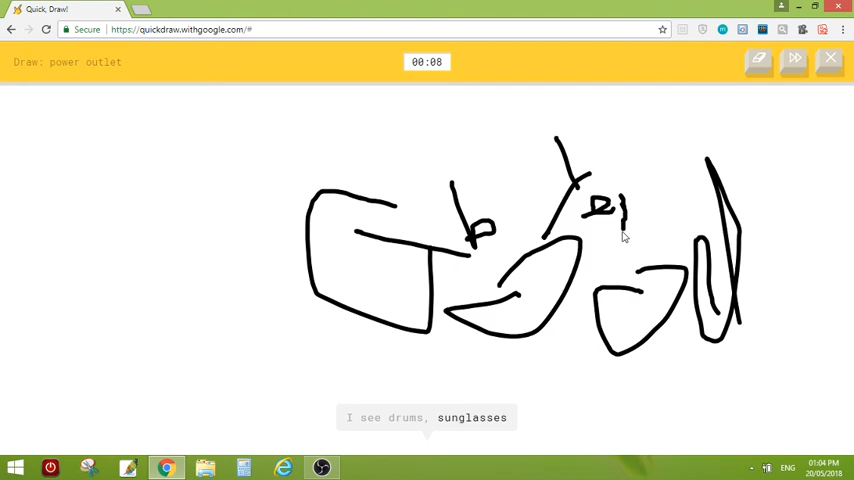 Quick, Draw!
Secure https://quickdraw.withgoogle.com/#
Draw: power outlet
00:08
I see drums, sunglasses
ENG
01:04 PM
20/05/2018